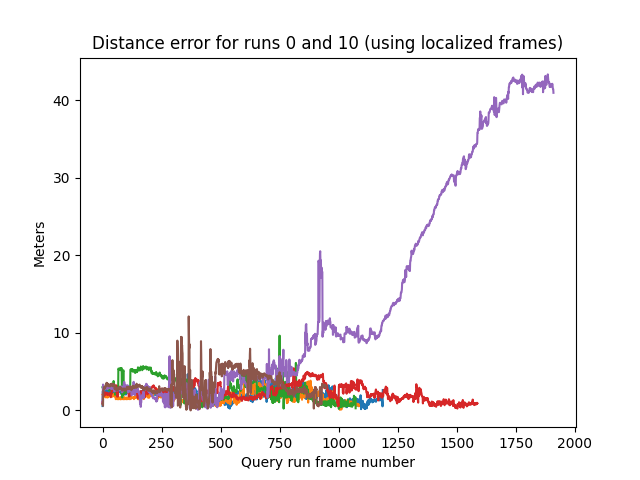 Distance error for runs 0 and 10 (using localized frames)
40
30
20
10
0
Meters
0 250 500 750 1000 1250 1500 1750 2000
Query run frame number